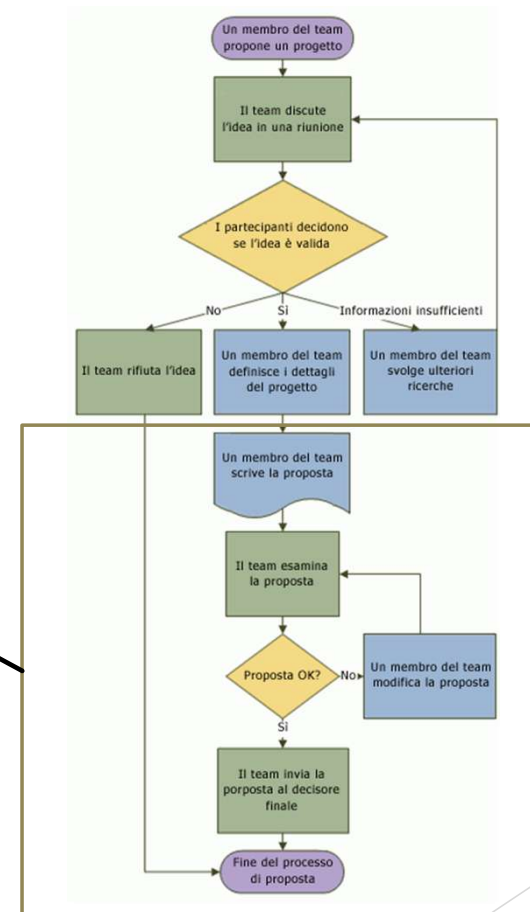 Un membro del team
propone un progetto
Il team discute
l'idea in una riunione
I partecipanti decidono
se l'idea è valida
No
Sì
Informazioni insufficienti
Il team rifiuta l'idea
Un membro del team
definisce i dettagli
del progetto
Un membro del team
svolge ulteriori
ricerche
Un membro del team
scrive la proposta
Il team esamina
la proposta
Proposta OK?
No
Un membro del team
modifica la proposta
Sì
Il team invia la
porposta al decisore
finale
Fine del processo
di proposta